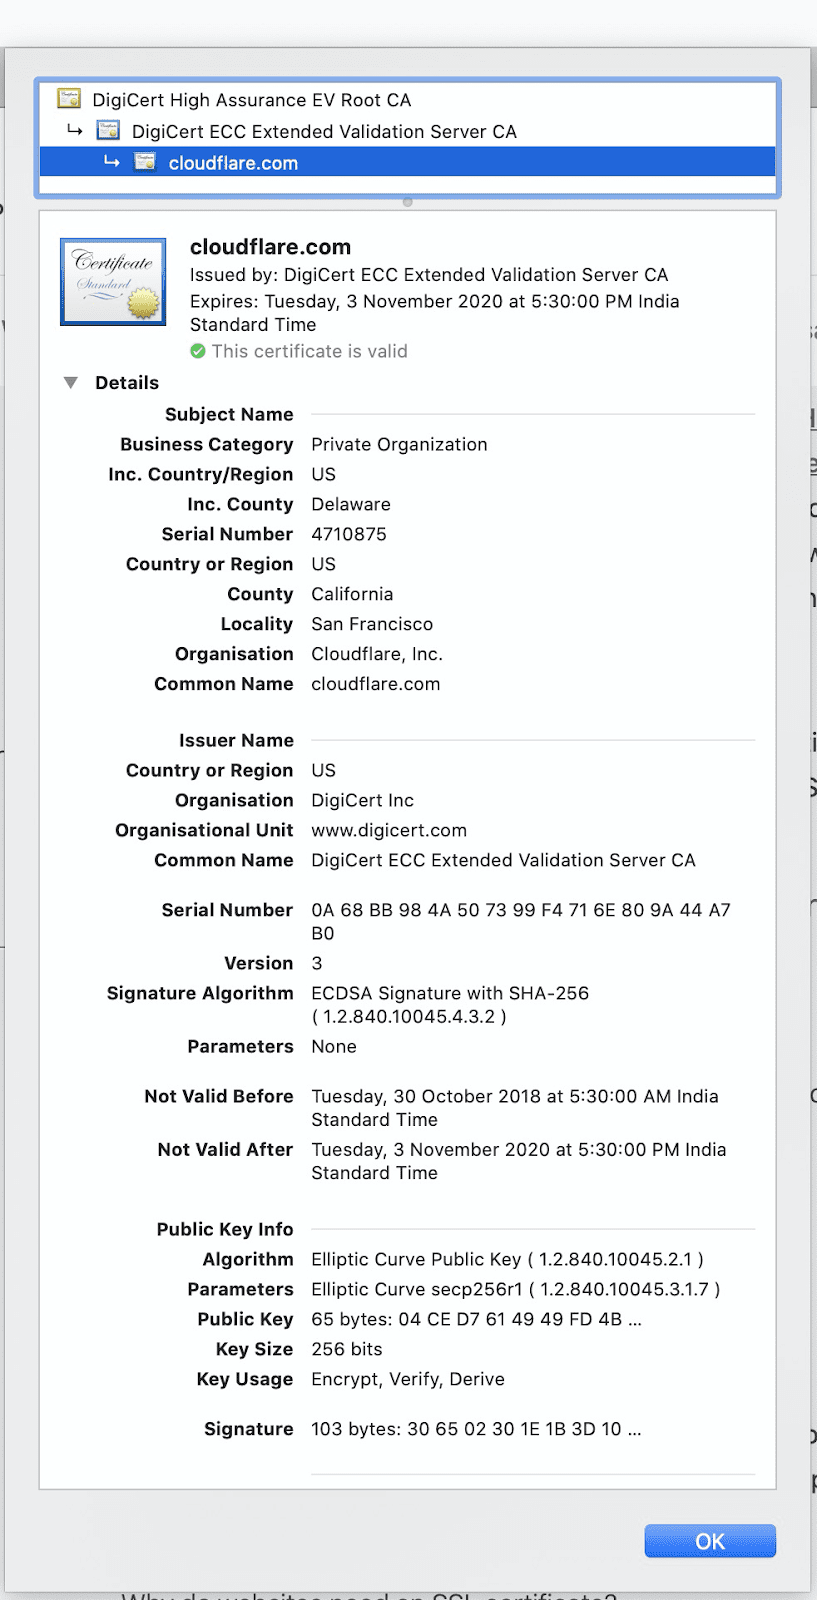 DigiCert High Assurance EV Root CA
DigiCert ECC Extended Validation Server CA
cloudflare.com
Certificate
Standard
cloudflare.com
Issued by: DigiCert ECC Extended Validation Server CA
Expires: Tuesday, 3 November 2020 at 5:30:00 PM India
Standard Time
This certificate is valid
Details
Subject Name
Business Category Private Organization
Inc. Country/Region US
Inc. County Delaware
Serial Number 4710875
Country or Region US
County California
Locality San Francisco
Organisation Cloudflare, Inc.
Common Name cloudflare.com
Issuer Name
Country or Region US
Organisation DigiCert Inc
Organisational Unit www.digicert.com
Common Name DigiCert ECC Extended Validation Server CA
Serial Number 0A 68 BB 98 4A 50 73 99 F4 71 6E 80 9A 44 A7
B0
Version 3
Signature Algorithm ECDSA Signature with SHA-256
( 1.2.840.10045.4.3.2 )
Parameters None
Not Valid Before Tuesday, 30 October 2018 at 5:30:00 AM India
Standard Time
Not Valid After Tuesday, 3 November 2020 at 5:30:00 PM India
Standard Time
Public Key Info
Algorithm Elliptic Curve Public Key ( 1.2.840.10045.2.1 )
Parameters Elliptic Curve secp256r1 ( 1.2.840.10045.3.1.7 )
Public Key 65 bytes: 04 CE D7 61 49 49 FD 4B ...
Key Size 256 bits
Key Usage Encrypt, Verify, Derive
Signature 103 bytes: 30 65 02 30 1E 1B 3D 10 ...
OK
Why do websites need an SSL certificate?